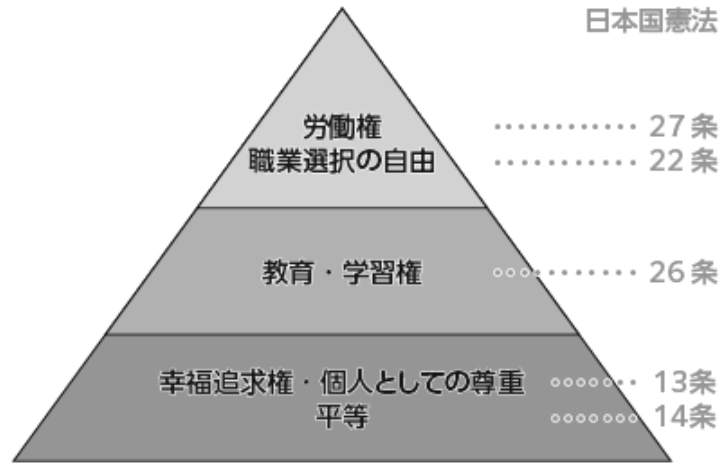 日本国憲法
労働権 ………… 27条
職業選択の自由 ………… 22条
教育・学習権 ………… 26条
幸福追求権・個人としての尊重 ………… 13条
平等 ………… 14条